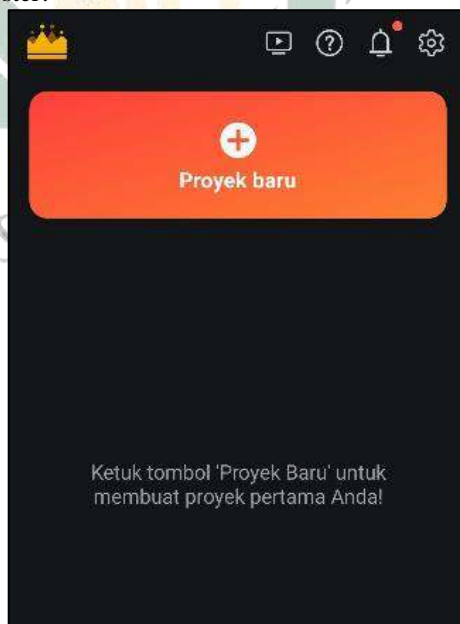 Proyek baru
Ketuk tombol 'Proyek Baru' untuk
membuat proyek pertama Anda!